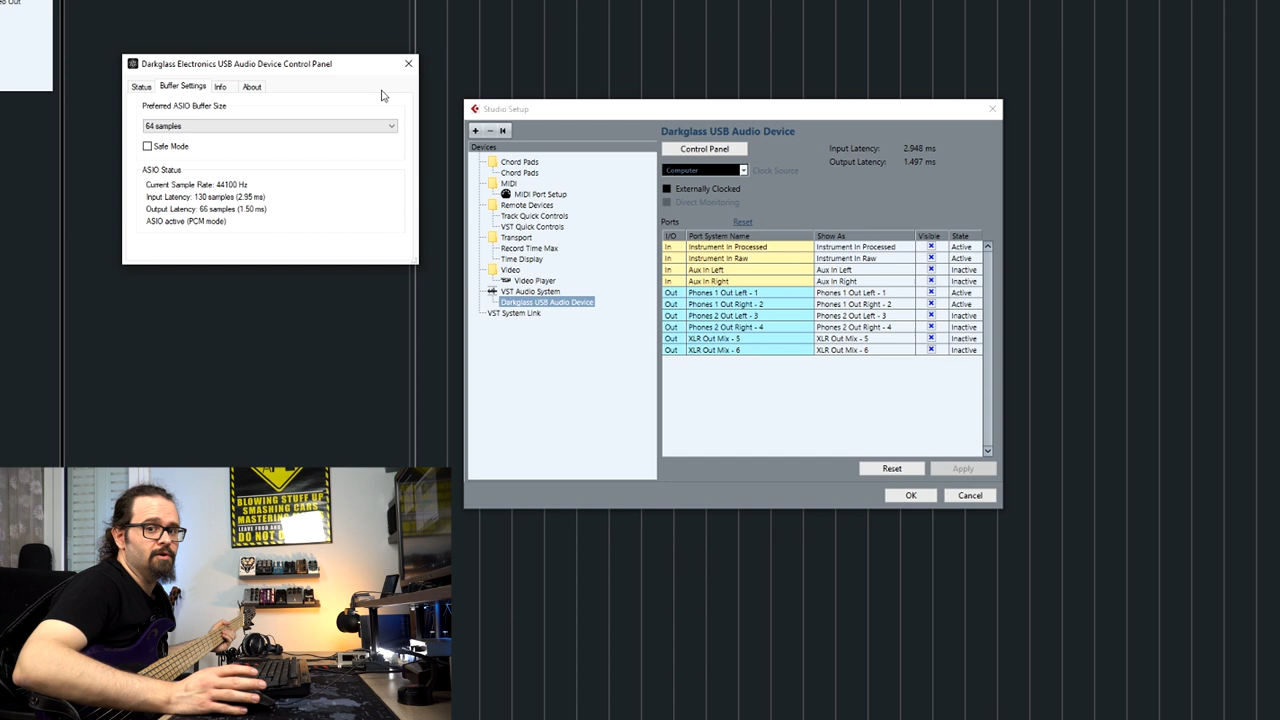 eo Out
Darkglass Electronics USB Audio Device Control Panel
Status Buffer Settings Info About
Preferred ASIO Buffer Size
64 samples
Safe Mode
ASIO Status
Current Sample Rate: 44100 Hz
Input Latency: 130 samples (2.95 ms)
Output Latency: 66 samples (1.50 ms)
ASIO active (PCM mode)
Studio Setup
Devices
Chord Pads
Chord Pads
MIDI
MIDI Port Setup
Remote Devices
Track Quick Controls
VST Quick Controls
Transport
Record Time Max
Time Display
Video
Video Player
VST Audio System
Darkglass USB Audio Device
VST System Link
Darkglass USB Audio Device
Control Panel Input Latency: 2.948 ms
Output Latency: 1.497 ms
Computer Clock Source
Externally Clocked
Direct Monitoring
Ports Reset
I/O Port System Name Show As Visible State
In Instrument In Processed Instrument In Processed Active
In Instrument In Raw Instrument In Raw Active
In Aux In Left Aux In Left Inactive
In Aux In Right Aux In Right Inactive
Out Phones 1 Out Left - 1 Phones 1 Out Left - 1 Active
Out Phones 1 Out Right - 2 Phones 1 Out Right - 2 Active
Out Phones 2 Out Left - 3 Phones 2 Out Left - 3 Inactive
Out Phones 2 Out Right - 4 Phones 2 Out Right - 4 Inactive
Out XLR Out Mix - 5 XLR Out Mix - 5 Inactive
Out XLR Out Mix - 6 XLR Out Mix - 6 Inactive
Reset Apply
OK Cancel
BLOWING STUFF UP
SMASHING CARS
MASTERING
LEAVE FOOD AND
DO NOT